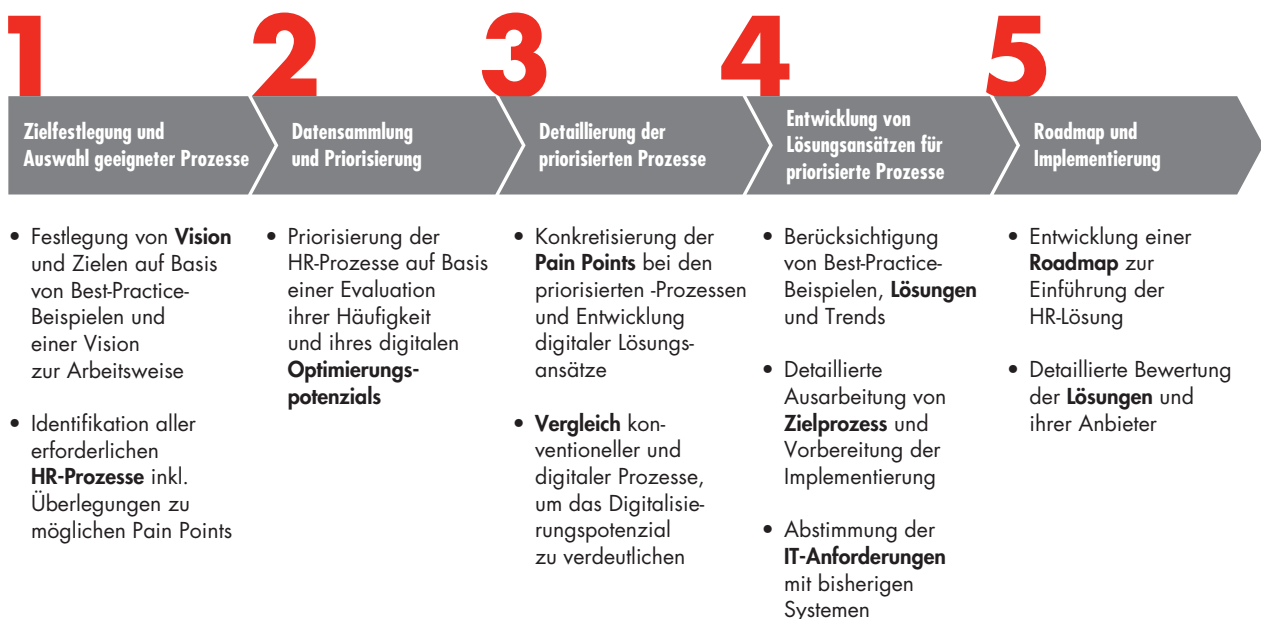 1
Zielfestlegung und
Auswahl geeigneter Prozesse
• Festlegung von Vision
und Zielen auf Basis
von Best-Practice-
Beispielen und
einer Vision
zur Arbeitsweise
• Identifikation aller
erforderlichen
HR-Prozesse inkl.
Überlegungen zu
möglichen Pain Points
2
Datensammlung
und Priorisierung
• Priorisierung der
HR-Prozesse auf Basis
einer Evaluation
ihrer Häufigkeit
und ihres digitalen
Optimierungs-
potenzials
3
Detaillierung der
priorisierten Prozesse
• Konkretisierung der
Pain Points bei den
priorisierten -Prozessen
und Entwicklung
digitaler Lösungs-
ansätze
• Vergleich kon-
ventioneller und
digitaler Prozesse,
um das Digitalisie-
rungspotenzial
zu verdeutlichen
4
Entwicklung von
Lösungsansätzen für
priorisierte Prozesse
• Berücksichtigung
von Best-Practice-
Beispielen, Lösungen
und Trends
• Detaillierte
Ausarbeitung von
Zielprozess und
Vorbereitung der
Implementierung
• Abstimmung der
IT-Anforderungen
mit bisherigen
Systemen
5
Roadmap und
Implementierung
• Entwicklung einer
Roadmap zur
Einführung der
HR-Lösung
• Detaillierte Bewertung
der Lösungen und
ihrer Anbieter